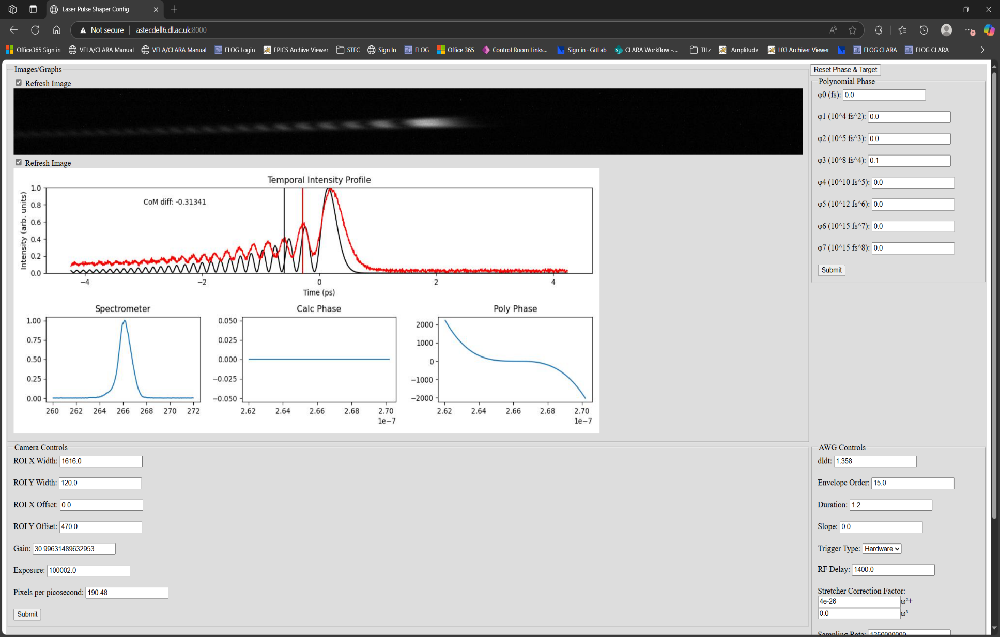 Laser Pulse Shaper Config
Not secure astecdell6.dl.ac.uk:8000
Office365 Sign in VELA/CLARA Manual VELA/CLARA Manual ELOG Login EPICS Archive Viewer STFC Sign In ELOG Office 365 Control Room Links... Sign in · GitLab CLARA Workflow -... THz Amplitude L03 Archiver Viewer ELOG CLARA ELOG CLARA
Images/Graphs
Refresh Image
Refresh Image
Temporal Intensity Profile
CoM diff: -0.31341
Intensity (arb. units)
1.0
0.8
0.6
0.4
0.2
0.0
−4 −2 0 2 4
Time (ps)
Spectrometer
1.00
0.75
0.50
0.25
0.00
260 262 264 266 268 270 272
Calc Phase
0.050
0.025
0.000
−0.025
−0.050
2.62 2.64 2.66 2.68 2.70
1e−7
Poly Phase
2000
1000
0
−1000
−2000
2.62 2.64 2.66 2.68 2.70
1e−7
Reset Phase & Target
Polynomial Phase
φ0 (fs): 0.0
φ1 (10^4 fs^2): 0.0
φ2 (10^5 fs^3): 0.0
φ3 (10^8 fs^4): 0.1
φ4 (10^10 fs^5): 0.0
φ5 (10^12 fs^6): 0.0
φ6 (10^15 fs^7): 0.0
φ7 (10^15 fs^8): 0.0
Submit
Camera Controls
ROI X Width: 1616.0
ROI Y Width: 120.0
ROI X Offset: 0.0
ROI Y Offset: 470.0
Gain: 30.99631489632953
Exposure: 100002.0
Pixels per picosecond: 190.48
Submit
AWG Controls
dldt: 1.358
Envelope Order: 15.0
Duration: 1.2
Slope: 0.0
Trigger Type: Hardware
RF Delay: 1400.0
Stretcher Correction Factor:
4e-26 ω²+
0.0 ω³
Sampling Rate: 1250000000